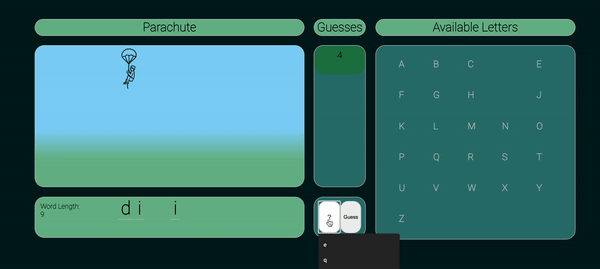 Parachute
Guesses
Available Letters
4
A B C E
F G H J
K L M N O
P Q R S T
U V W X Y
Z
Word Length:
9
d i i
?
Guess
e
q